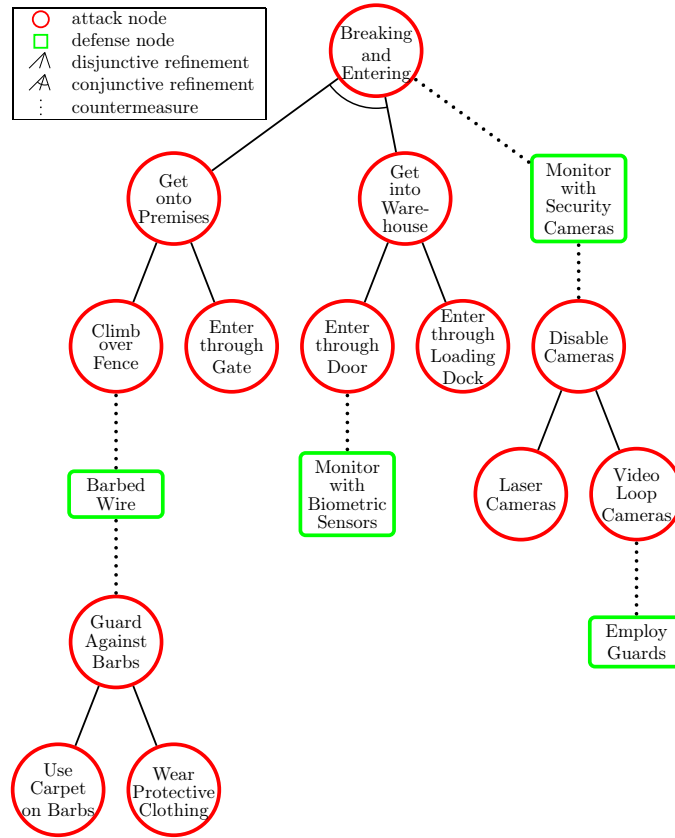 attack node
defense node
disjunctive refinement
conjunctive refinement
countermeasure
Breaking
and
Entering
Get
onto
Premises
Get
into
Ware-
house
Monitor
with
Security
Cameras
Climb
over
Fence
Enter
through
Gate
Enter
through
Door
Enter
through
Loading
Dock
Disable
Cameras
Barbed
Wire
Monitor
with
Biometric
Sensors
Laser
Cameras
Video
Loop
Cameras
Guard
Against
Barbs
Employ
Guards
Use
Carpet
on Barbs
Wear
Protective
Clothing